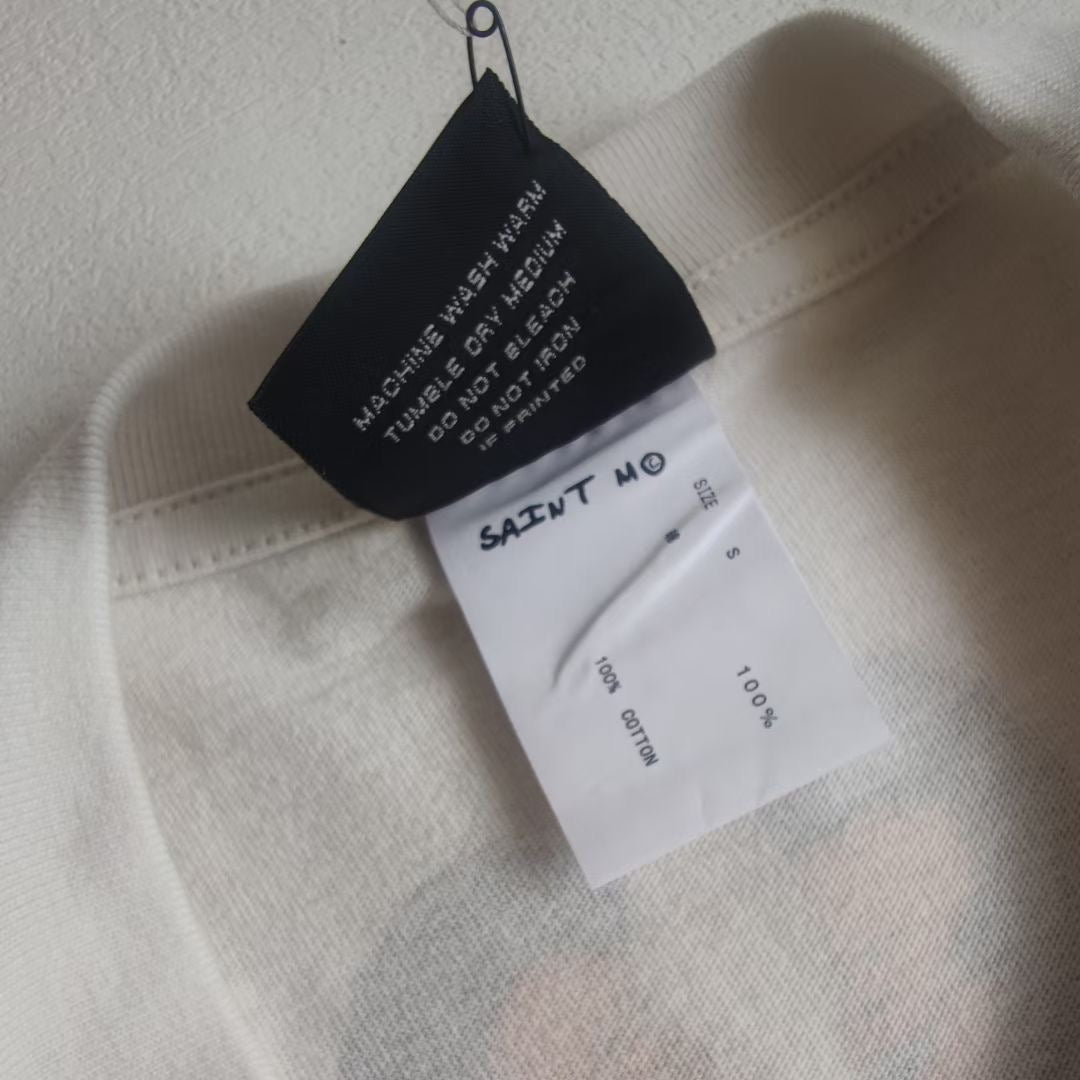 MACHINE WASH WARM
TUMBLE DRY MEDIUM
DO NOT BLEACH
DO NOT IRON
IF PRINTED
SAINT M
SIZE S
100% COTTON
100%